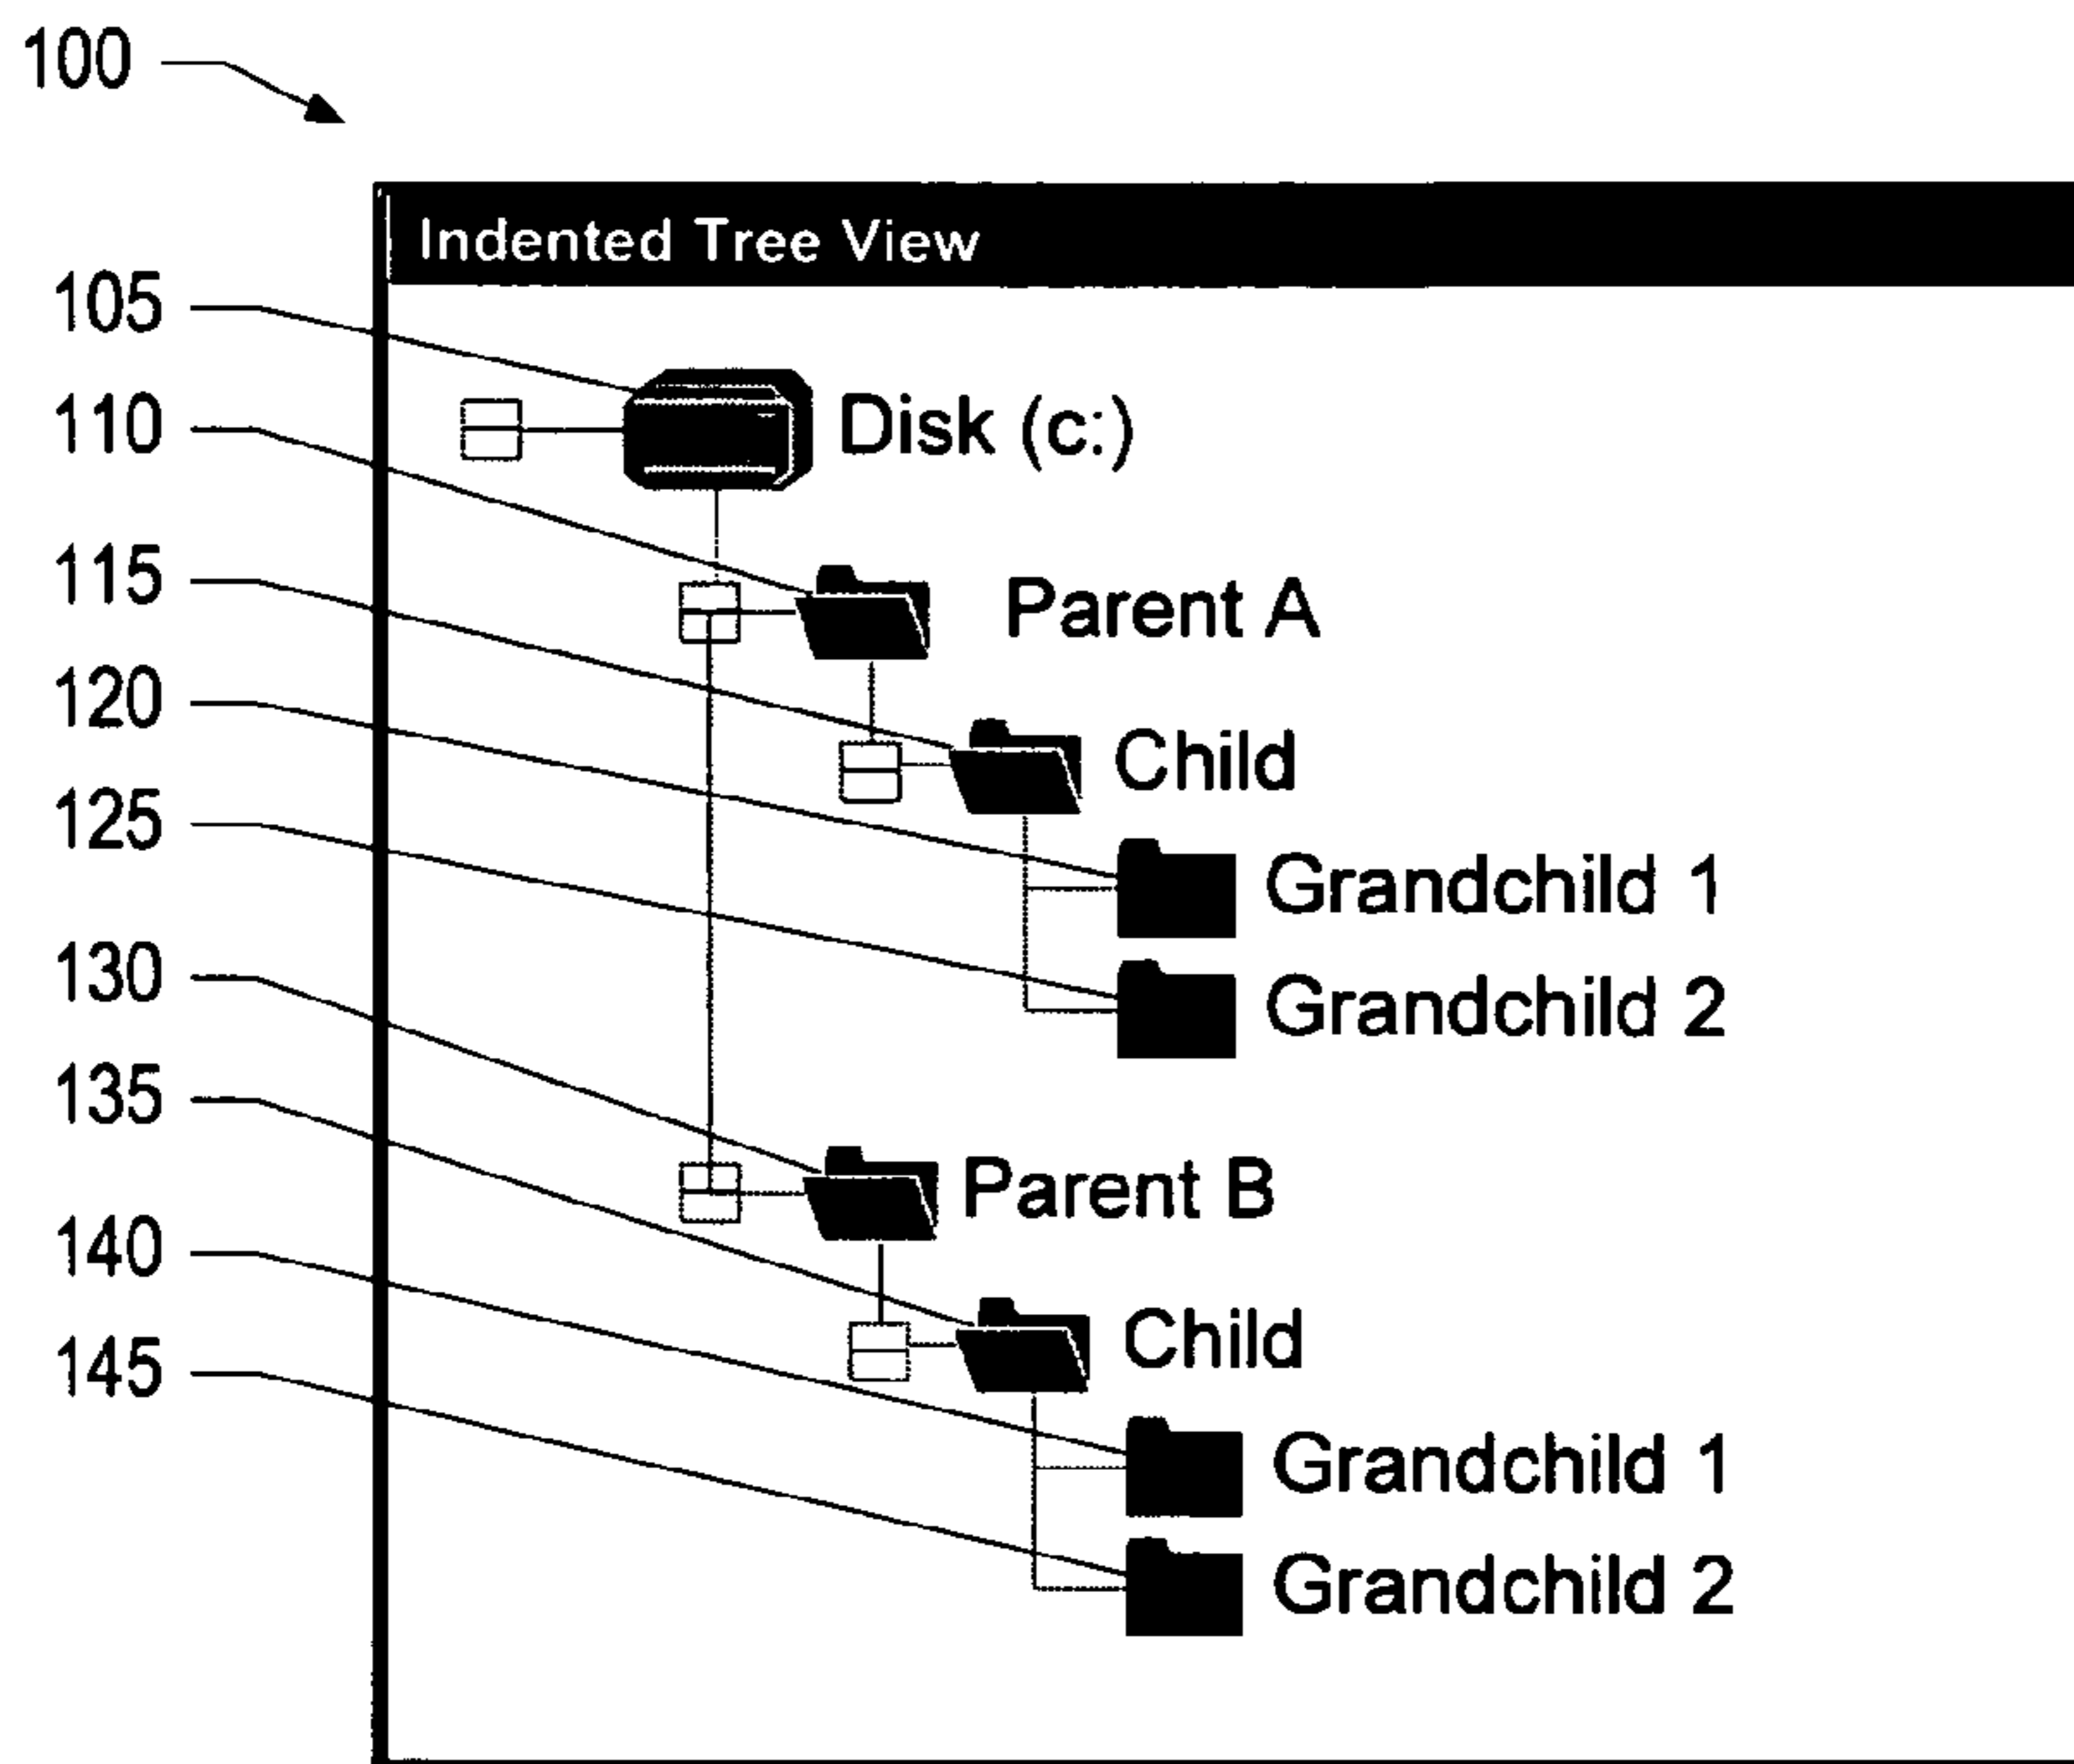 100
Indented Tree View
105
110
Disk (c:)
115
Parent A
120
Child
125
Grandchild 1
130
Grandchild 2
135
Parent B
140
Child
145
Grandchild 1
Grandchild 2